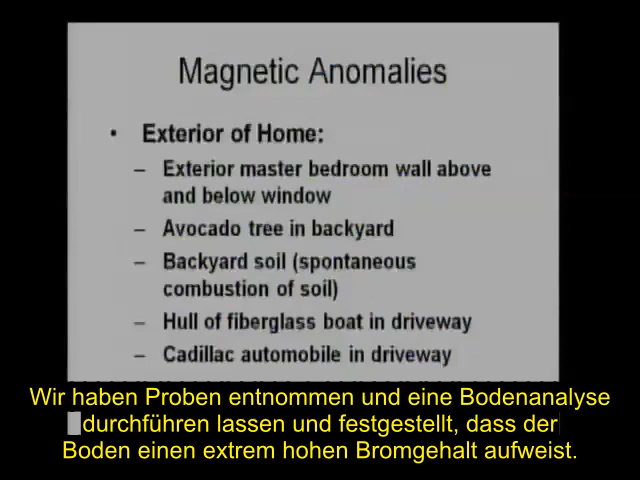 Magnetic Anomalies
• Exterior of Home:
– Exterior master bedroom wall above
and below window
– Avocado tree in backyard
– Backyard soil (spontaneous
combustion of soil)
– Hull of fiberglass boat in driveway
– Cadillac automobile in driveway
Wir haben Proben entnommen und eine Bodenanalyse
durchführen lassen und festgestellt, dass der
Boden einen extrem hohen Bromgehalt aufweist.